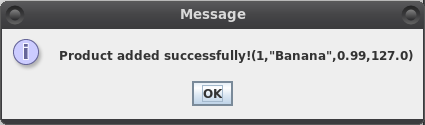 Message
Product added successfully!(1,"Banana",0.99,127.0)
OK